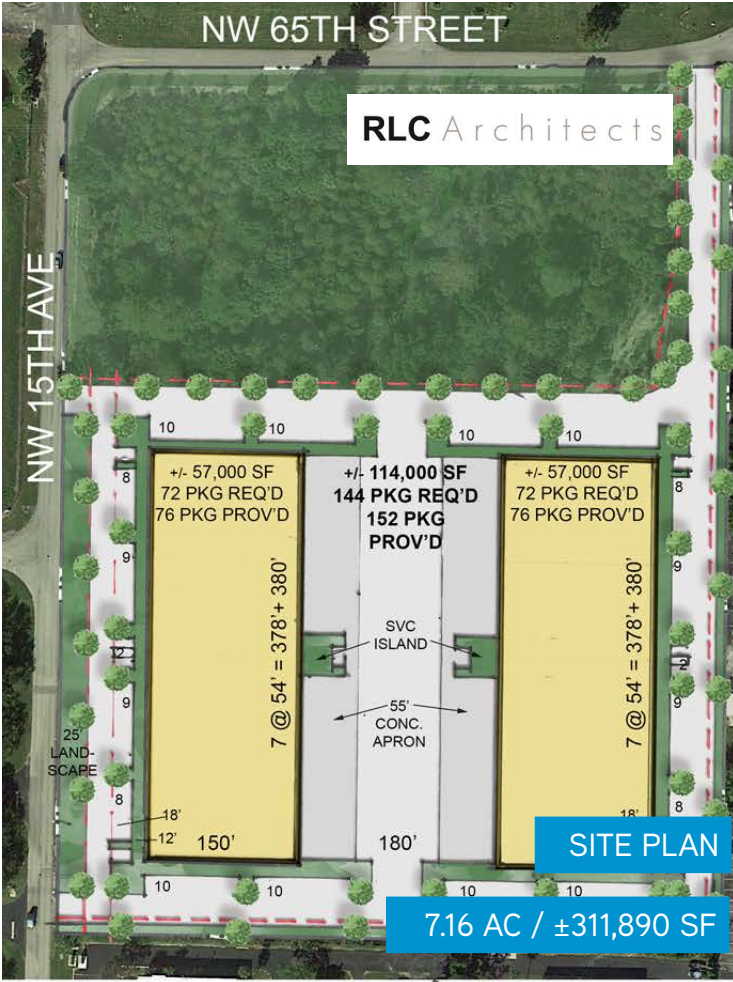 NW 65TH STREET
RLC Architects
NW 15TH AVE
10
10
10
10
+/- 57,000 SF
72 PKG REQ'D
76 PKG PROV'D
+/- 114,000 SF
144 PKG REQ'D
152 PKG
PROV'D
+/- 57,000 SF
72 PKG REQ'D
76 PKG PROV'D
8
8
9
9
7 @ 54' = 378'+ 380'
7 @ 54' = 378'+ 380'
SVC
ISLAND
2
2
9
9
55'
CONC.
APRON
25'
LAND-
SCAPE
8
8
18'
18'
12'
150'
180'
SITE PLAN
10
10
10
10
7.16 AC / ±311,890 SF